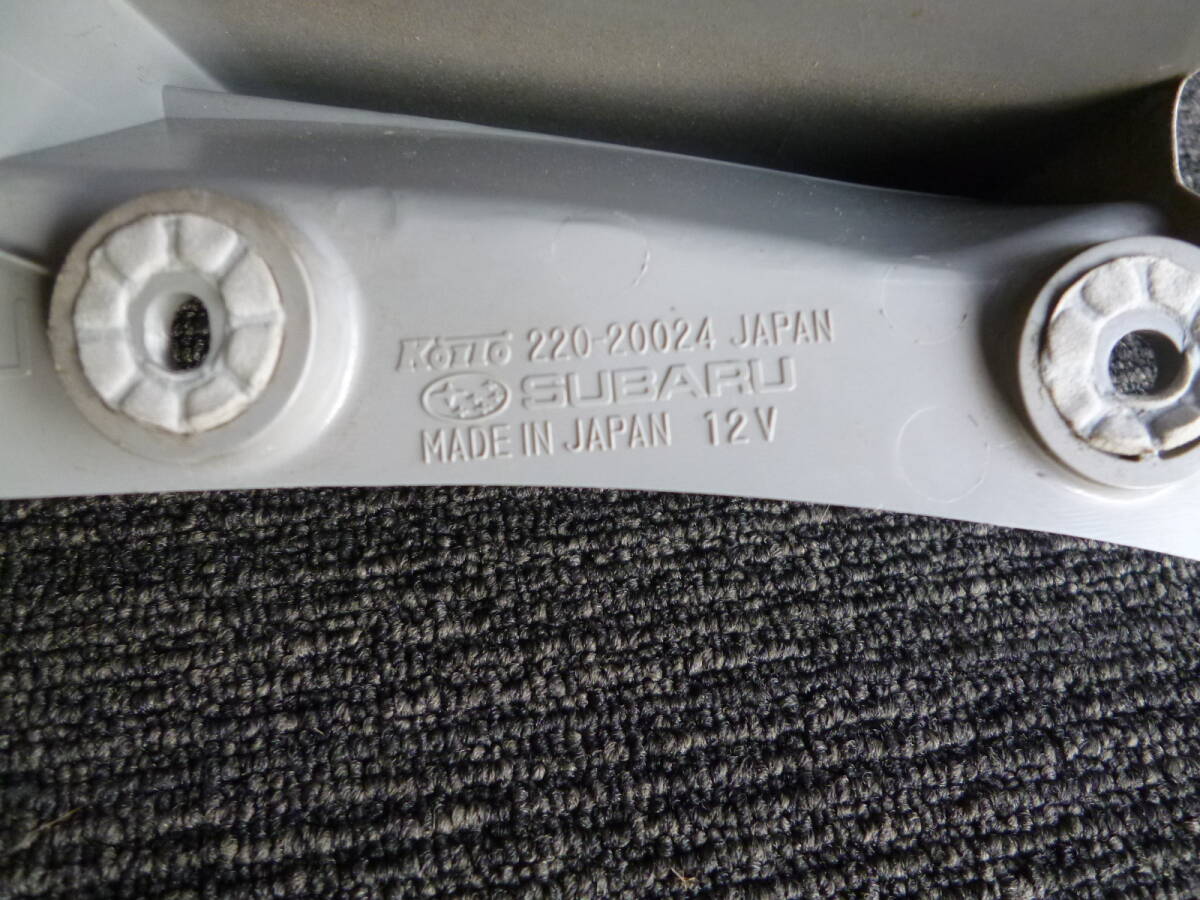 KOITO 220-20024 JAPAN
SUBARU
MADE IN JAPAN 12V